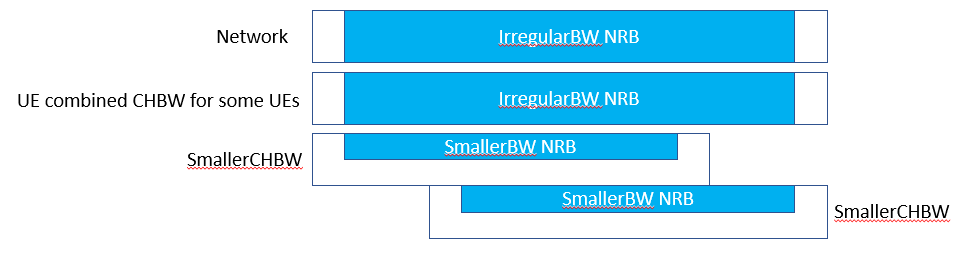 Network
IrregularBW NRB
UE combined CHBW for some UEs
IrregularBW NRB
SmallerCHBW
SmallerBW NRB
SmallerBW NRB
SmallerCHBW